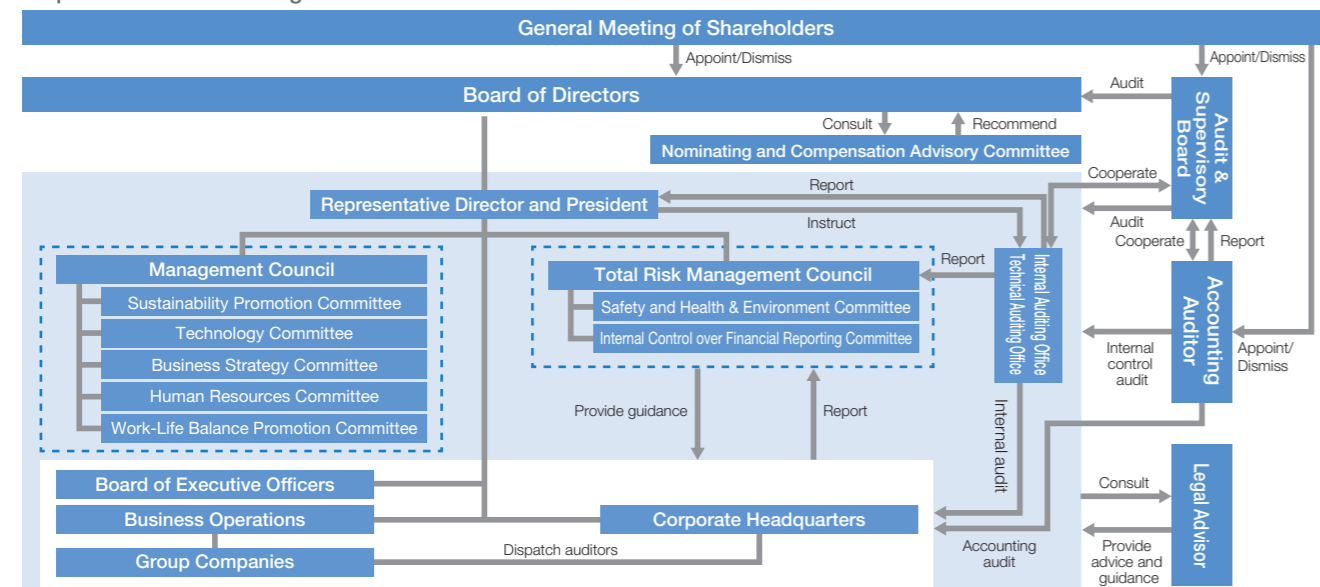 General Meeting of Shareholders
Appoint/Dismiss
Appoint/Dismiss
Board of Directors
Audit
Audit &
Supervisory
Board
Consult
Recommend
Nominating and Compensation Advisory Committee
Cooperate
Report
Representative Director and President
Instruct
Audit
Cooperate
Report
Management Council
Sustainability Promotion Committee
Technology Committee
Business Strategy Committee
Human Resources Committee
Work-Life Balance Promotion Committee
Total Risk Management Council
Safety and Health & Environment Committee
Internal Control over Financial Reporting Committee
Report
Internal Auditing Office
Technical Auditing Office
Accounting
Auditor
Internal
control
audit
Appoint/
Dismiss
Provide guidance
Report
Internal audit
Board of Executive Officers
Business Operations
Corporate Headquarters
Group Companies
Dispatch auditors
Accounting
audit
Consult
Legal Advisor
Provide
advice and
guidance